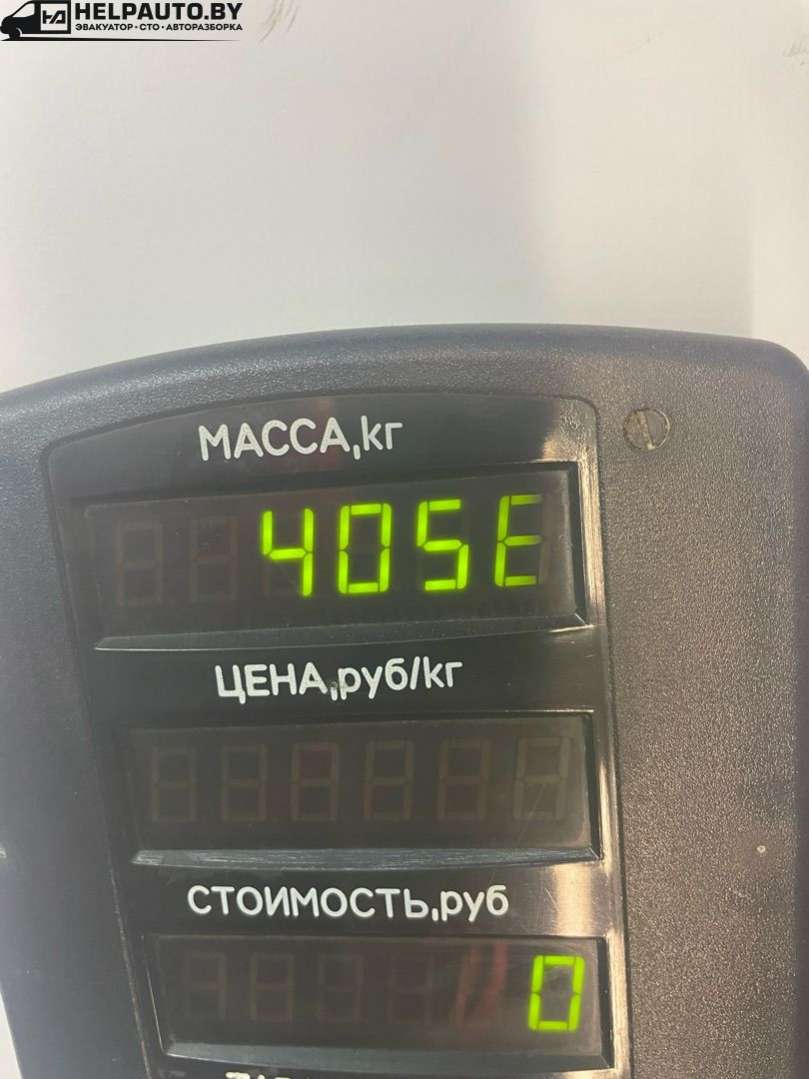 HELPAUTO.BY
ЭВАКУАТОР • СТО • АВТОРАЗБОРКА
МАССА,кг
405E
ЦЕНА,руб/кг
СТОИМОСТЬ,руб
0